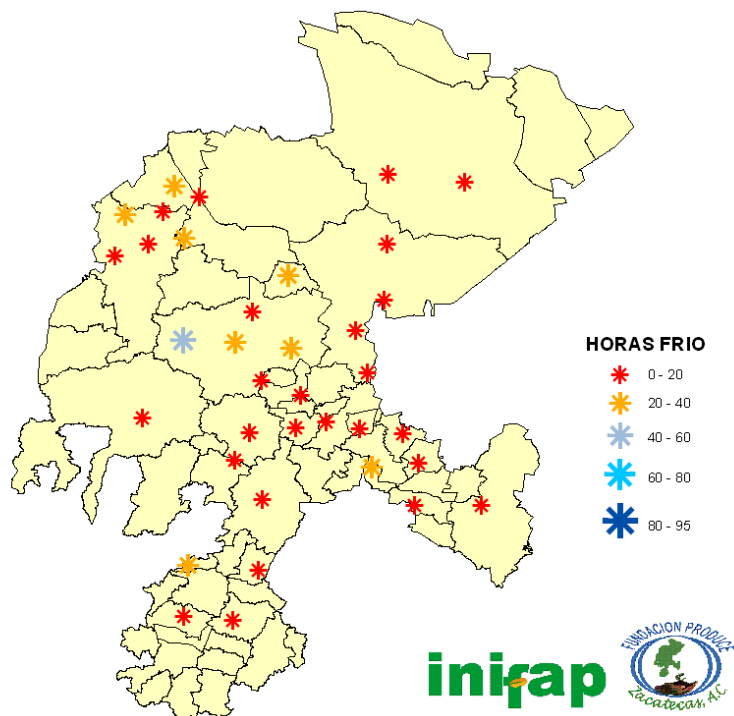 HORAS FRIO
0 - 20
20 - 40
40 - 60
60 - 80
80 - 95
inifap
FUNDACION PRODUCE
Zacatecas, A.C